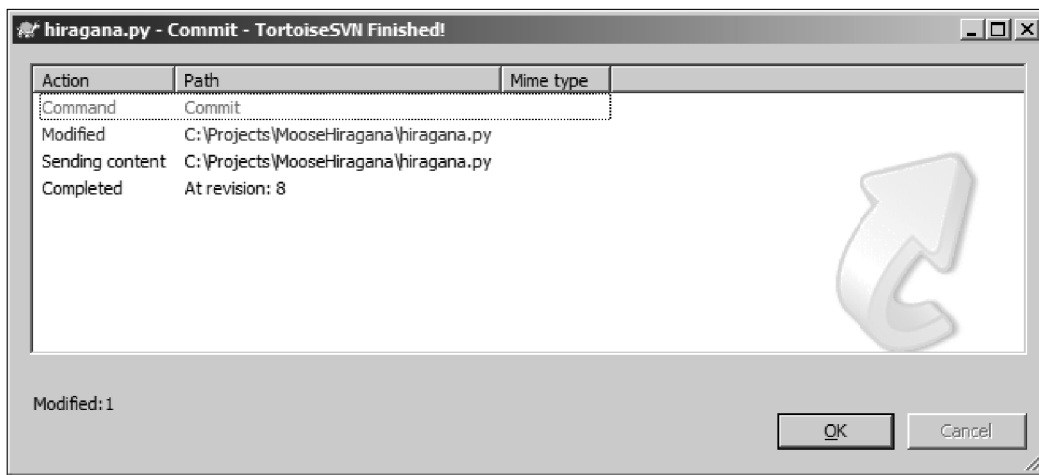 hiragana.py - Commit - TortoiseSVN Finished!
Action Path Mime type
Command Commit
Modified C:\Projects\MooseHiragana\hiragana.py
Sending content C:\Projects\MooseHiragana\hiragana.py
Completed At revision: 8
Modified:1
OK Cancel